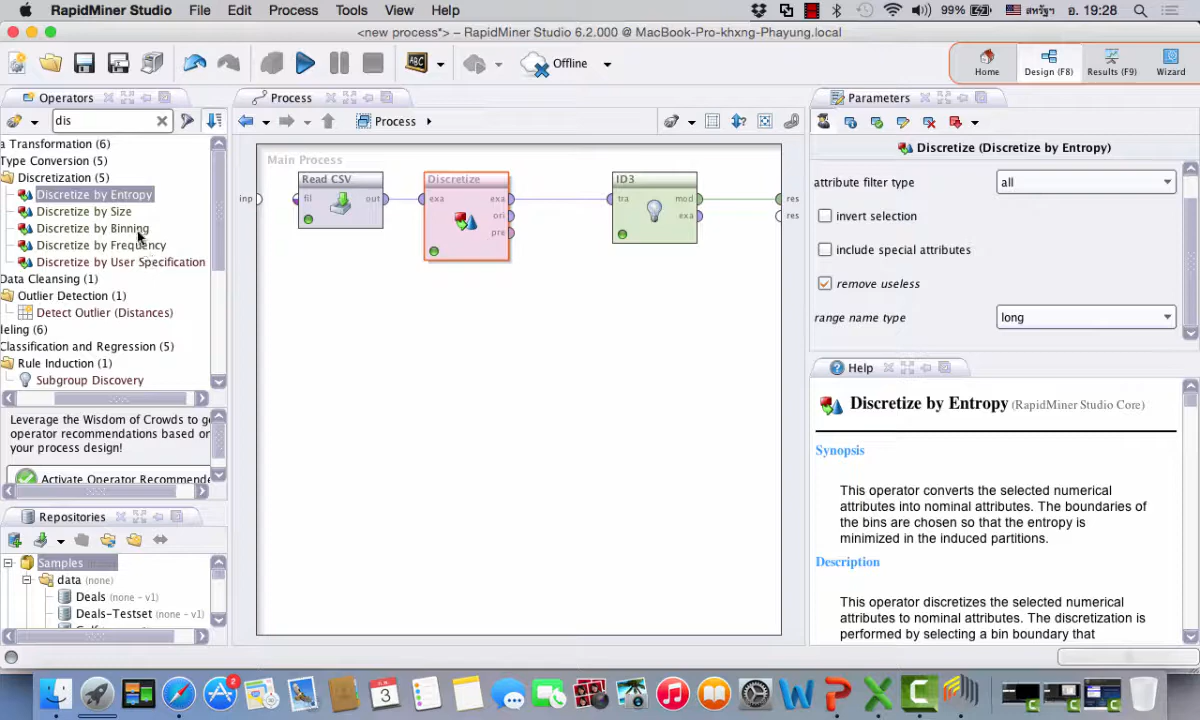 RapidMiner Studio File Edit Process Tools View Help 99% สหรัฐฯ อ. 19:28
<new process*> – RapidMiner Studio 6.2.000 @ MacBook-Pro-khxng-Phayung.local
Offline
Home Design (F8) Results (F9) Wizard
Operators
dis
a Transformation (6)
Type Conversion (5)
Discretization (5)
Discretize by Entropy
Discretize by Size
Discretize by Binning
Discretize by Frequency
Discretize by User Specification
Data Cleansing (1)
Outlier Detection (1)
Detect Outlier (Distances)
leling (6)
Classification and Regression (5)
Rule Induction (1)
Subgroup Discovery
Leverage the Wisdom of Crowds to g
operator recommendations based on
your process design!
Activate Operator Recommend
Repositories
Samples
data (none)
Deals (none – v1)
Deals-Testset (none – v1)
Process
Process
Main Process
inp
Read CSV
fil out
Discretize
exa exa
ori
pre
ID3
tra mod
exa
res
res
Parameters
Discretize (Discretize by Entropy)
attribute filter type all
invert selection
include special attributes
remove useless
range name type long
Help
Discretize by Entropy (RapidMiner Studio Core)
Synopsis
This operator converts the selected numerical
attributes into nominal attributes. The boundaries of
the bins are chosen so that the entropy is
minimized in the induced partitions.
Description
This operator discretizes the selected numerical
attributes to nominal attributes. The discretization is
performed by selecting a bin boundary that